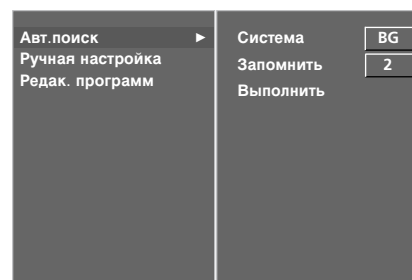 Авт.поиск ►
Ручная настройка
Редак. программ
Система BG
Запомнить 2
Выполнить